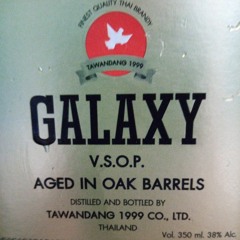 FINEST QUALITY THAI BRANDY
TAWANDANG 1999
GALAXY
V.S.O.P.
AGED IN OAK BARRELS
DISTILLED AND BOTTLED BY
TAWANDANG 1999 CO., LTD.
THAILAND
Vol. 350 ml. 38% Alc.